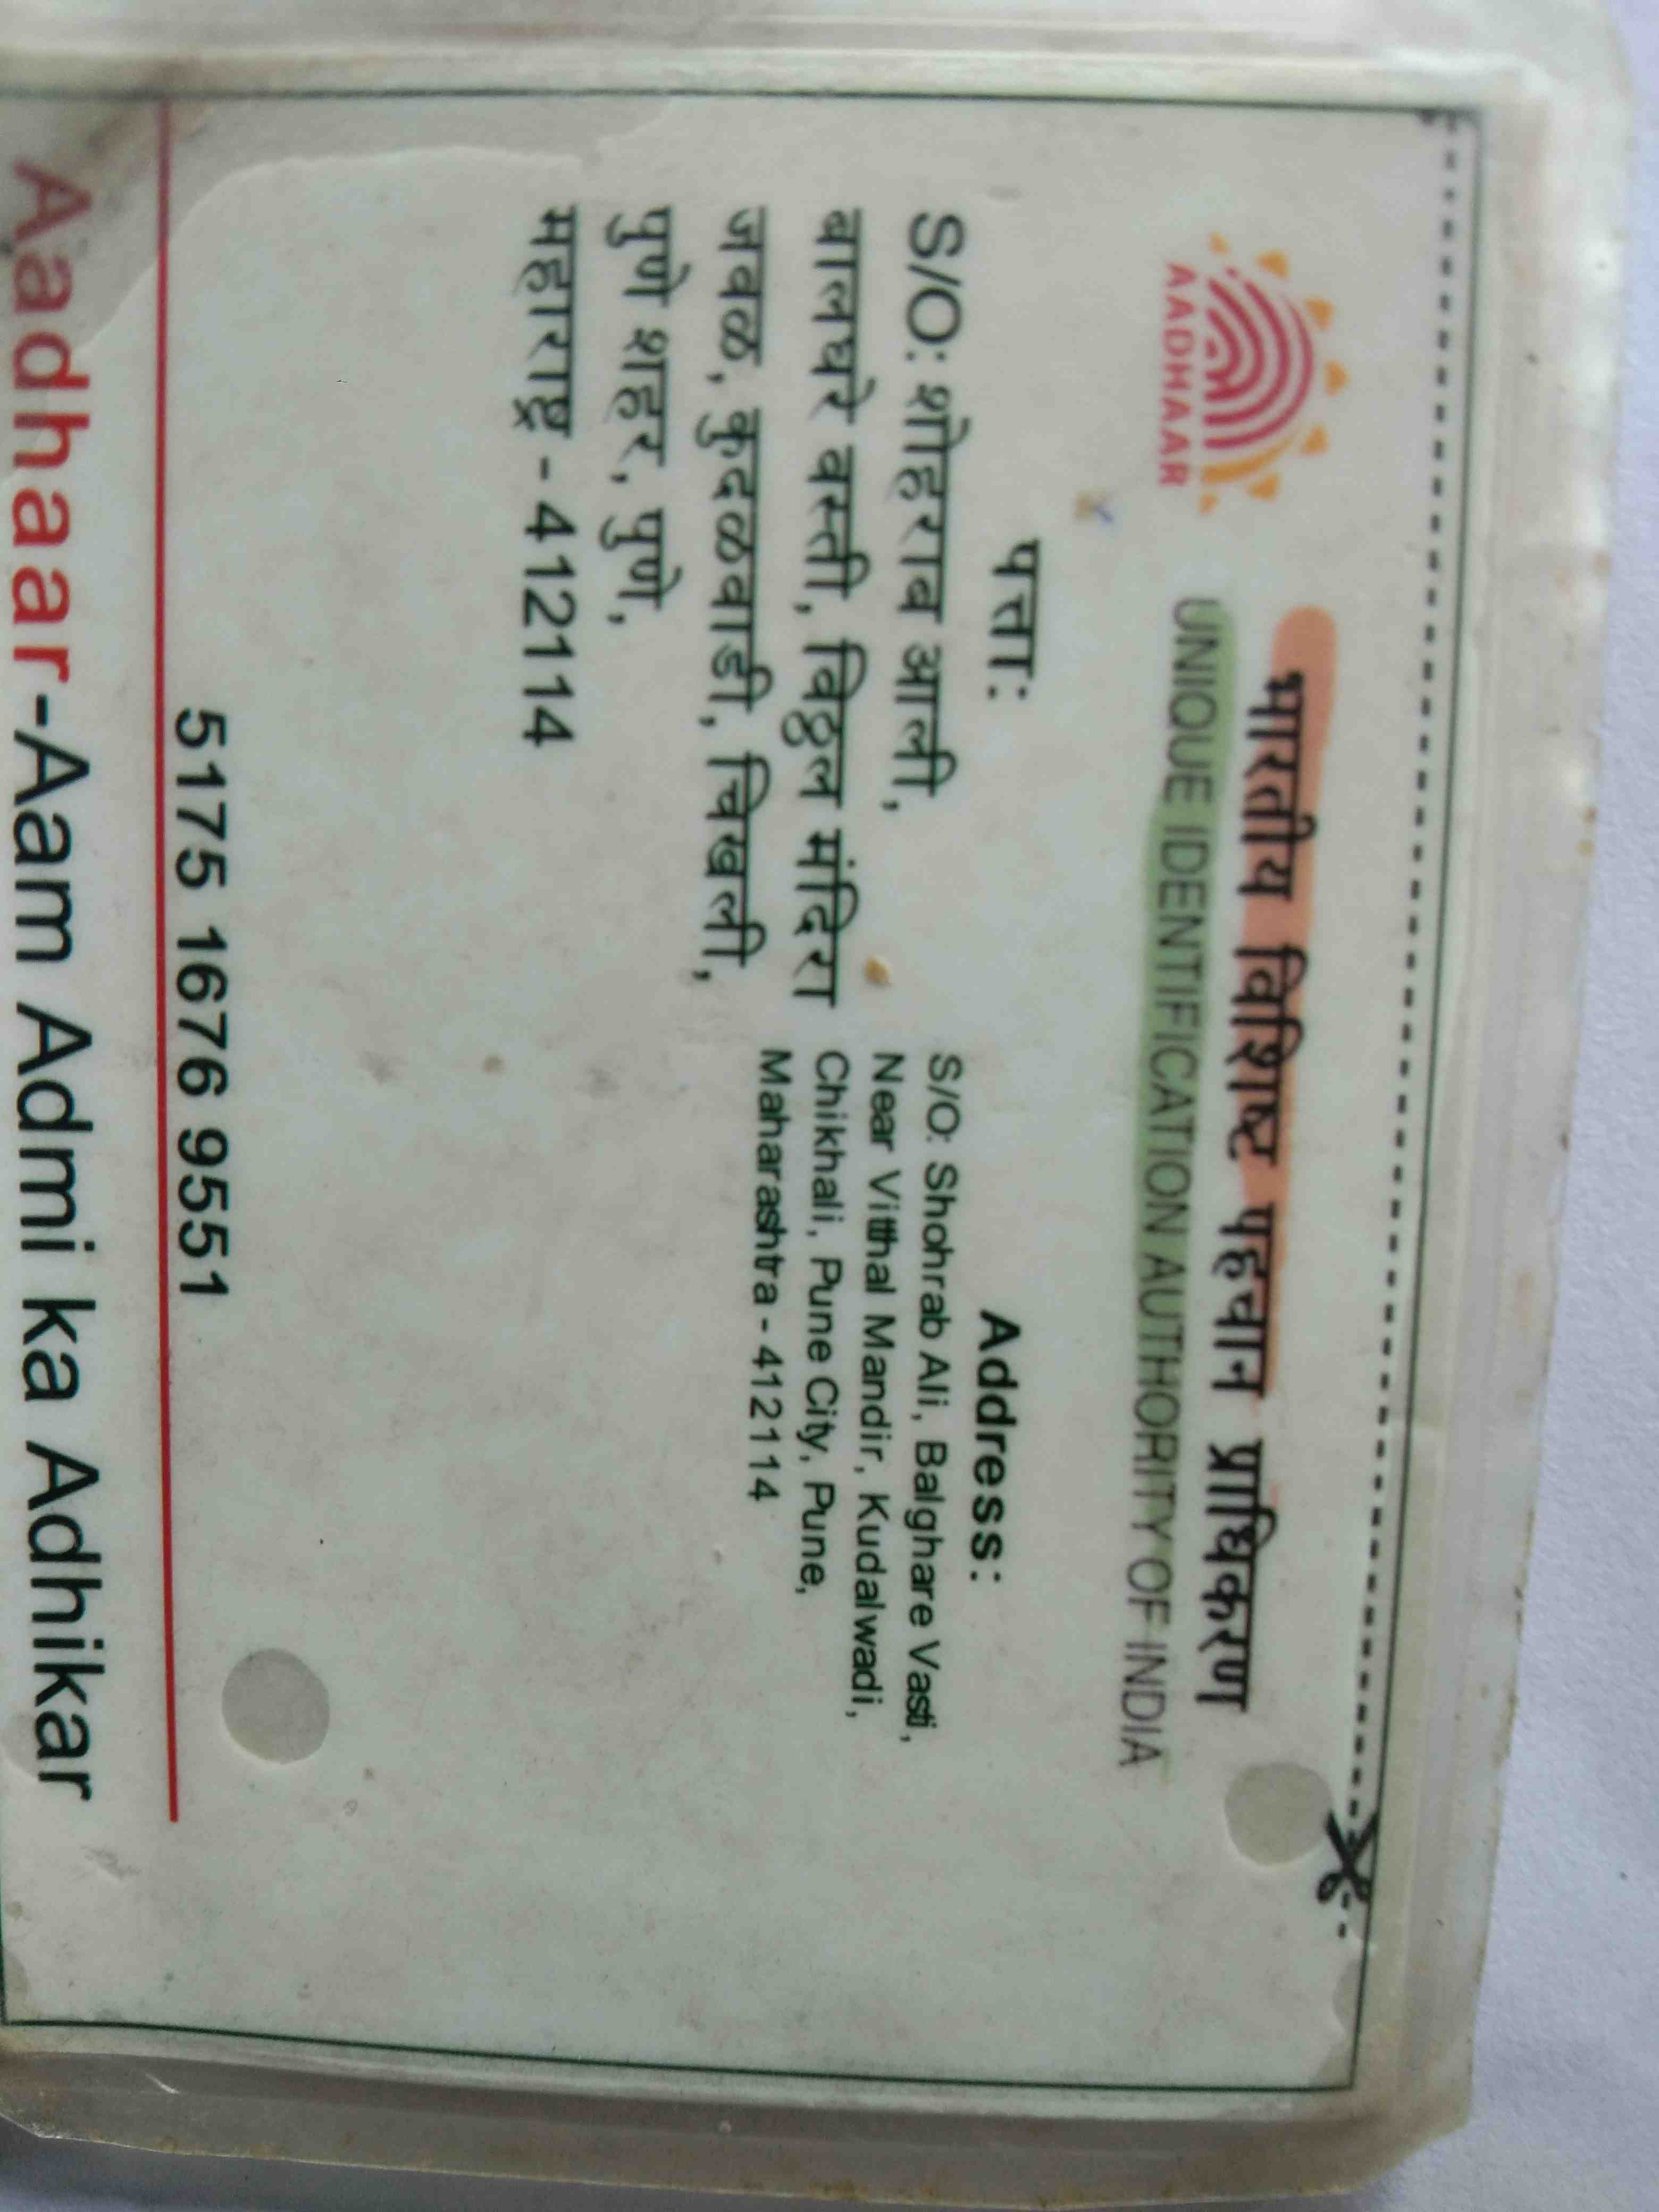 भारतीय विशिष्ट पहचान प्राधिकरण
UNIQUE IDENTIFICATION AUTHORITY OF INDIA
AADHAAR
पत्ता:
S/O: शोहराब आली,
बालघरे वस्ती, विठ्ठल मंदिरा
जवळ, कुदळवाडी, चिखली,
पुणे शहर, पुणे,
महाराष्ट्र - 412114
Address:
S/O: Shohrab Ali, Balghare Vasti,
Near Vitthal Mandir, Kudalwadi,
Chikhali, Pune City, Pune,
Maharashtra - 412114
5175 1676 9551
Aadhaar-Aam Admi ka Adhikar